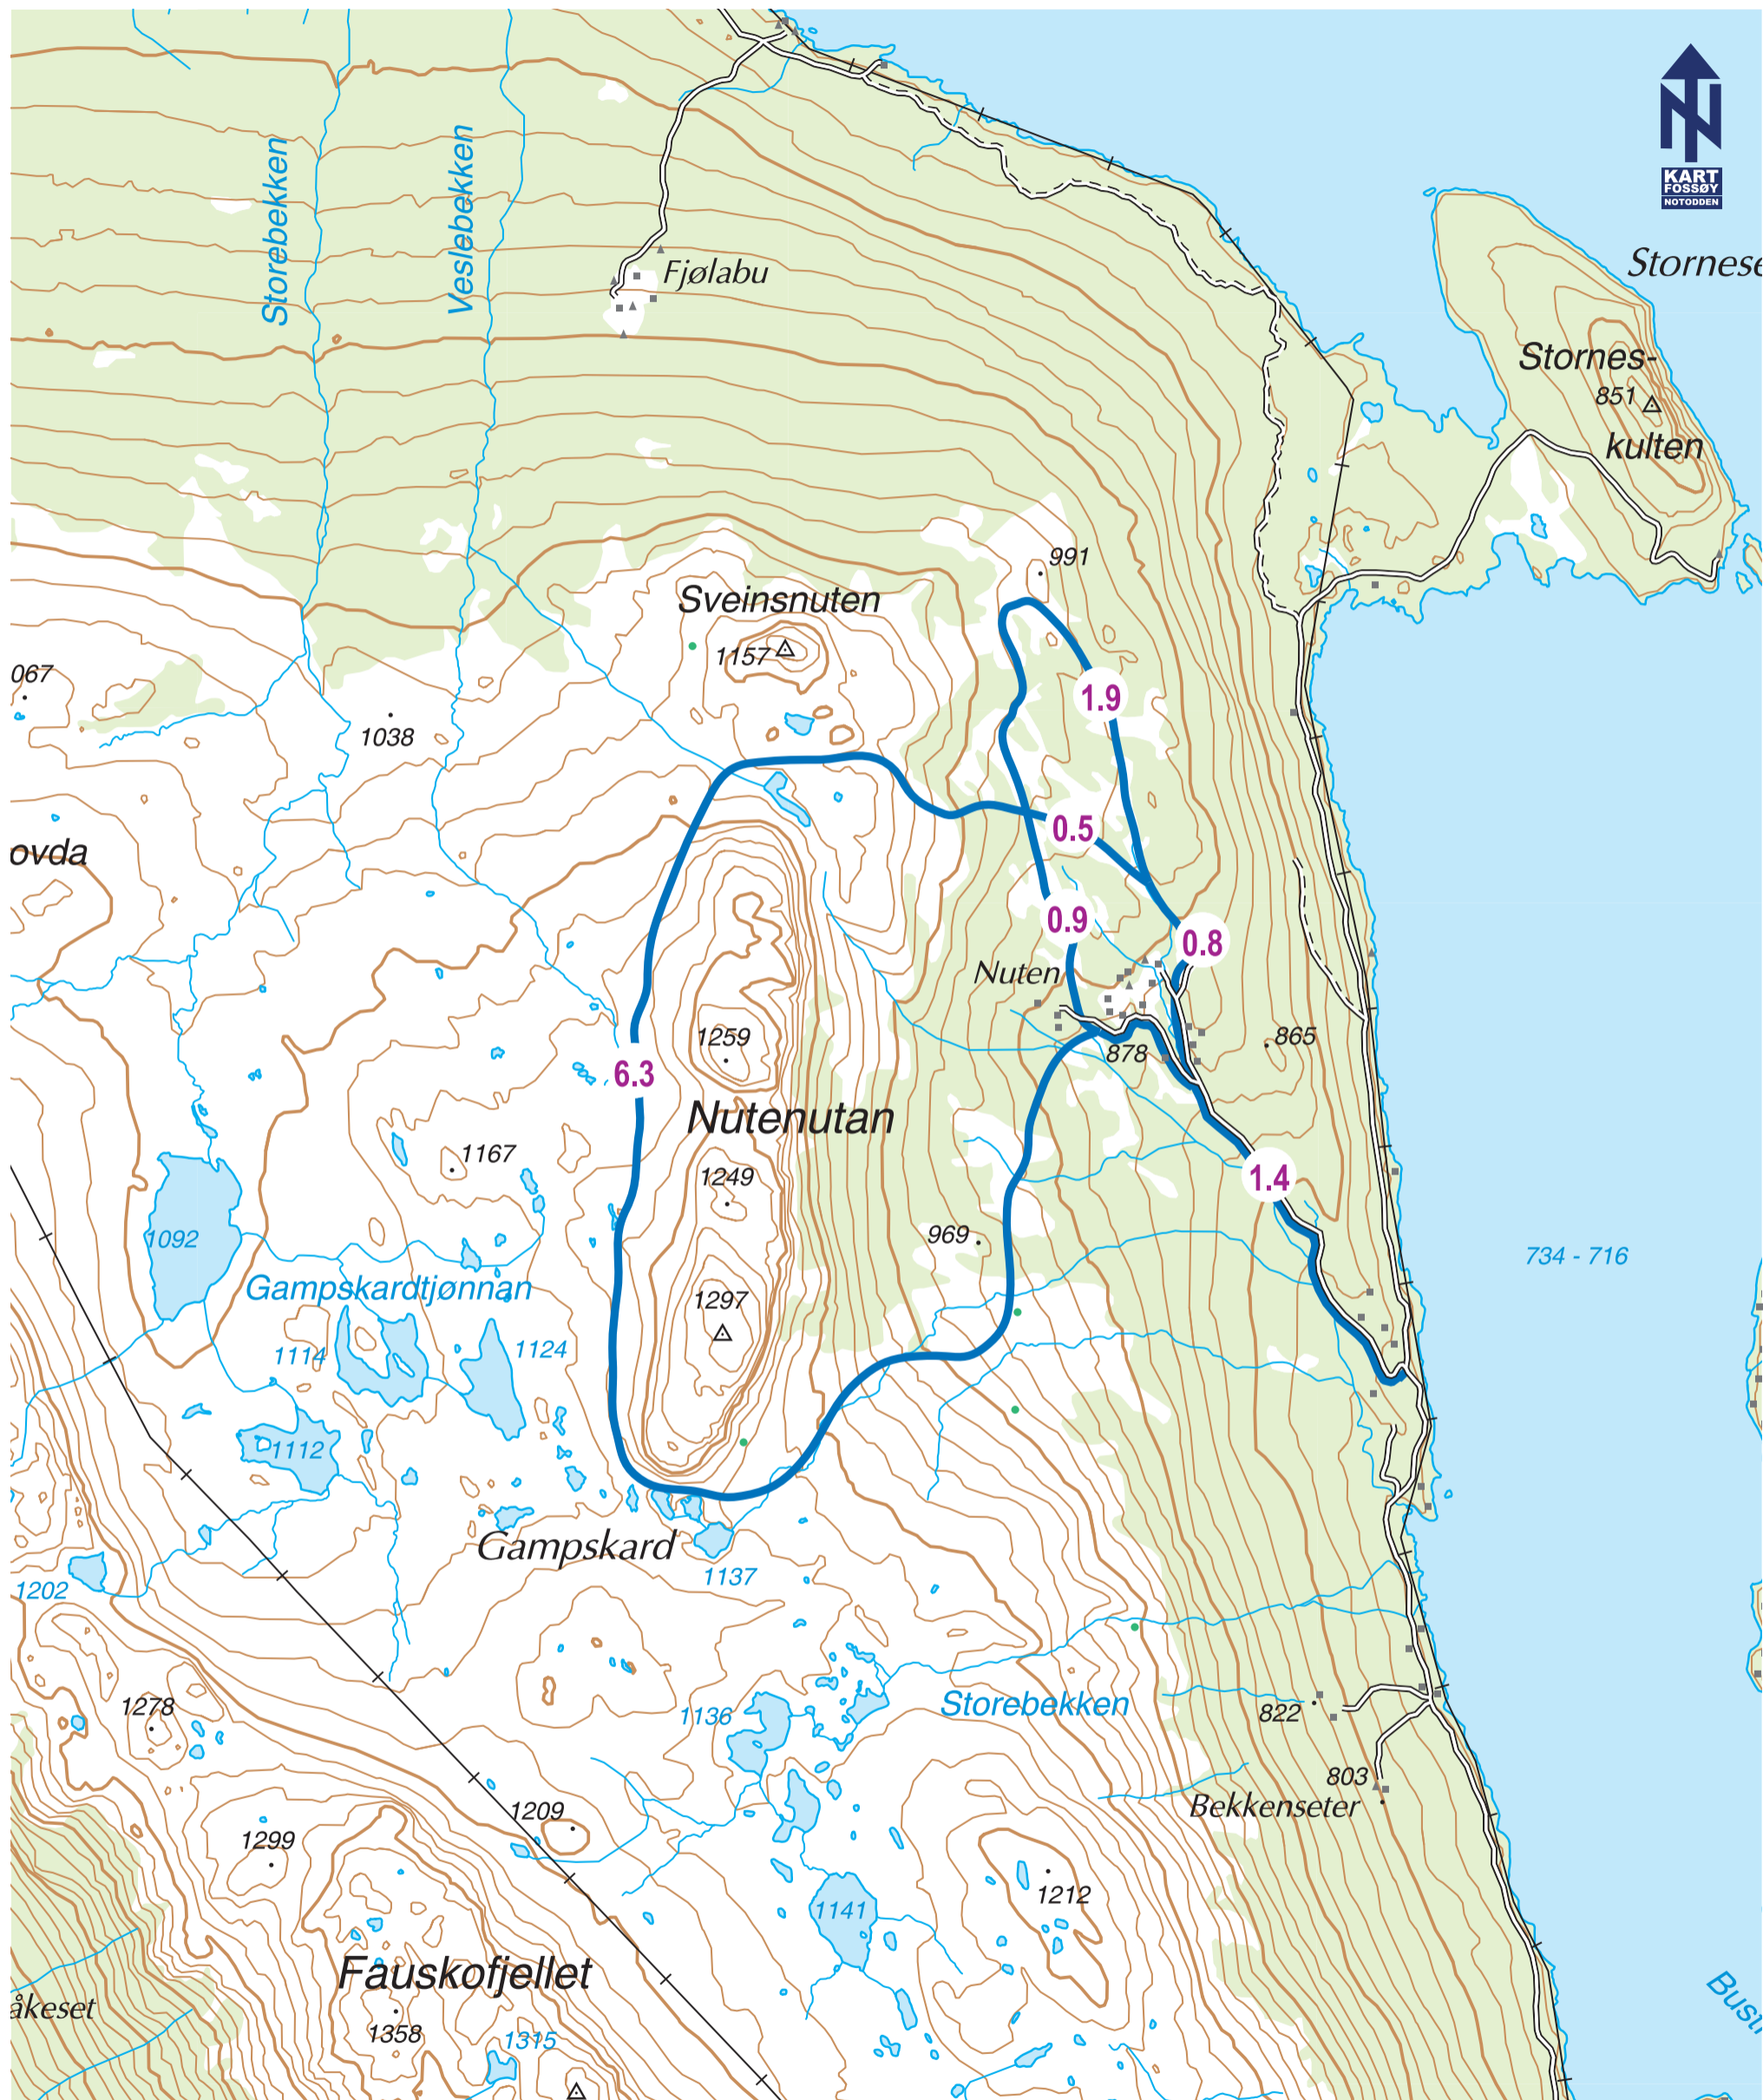 KART
FOSSØY
NOTODDEN
Storebekken
Veslebekken
Fjølabu
Stornes-
851
kulten
991
Sveinsnuten
1157
067
1038
1.9
ovda
0.5
0.9
0.8
Nuten
1259
878
865
6.3
Nutenutan
1167
1249
1.4
969
1092
734 - 716
Gampskardtjønnan
1297
1114
1124
1112
Gampskard
1137
1202
1278
1136
Storebekken
822
803
Bekkenseter
1209
1299
1212
1141
Fauskofjellet
åkeset
1358
1315